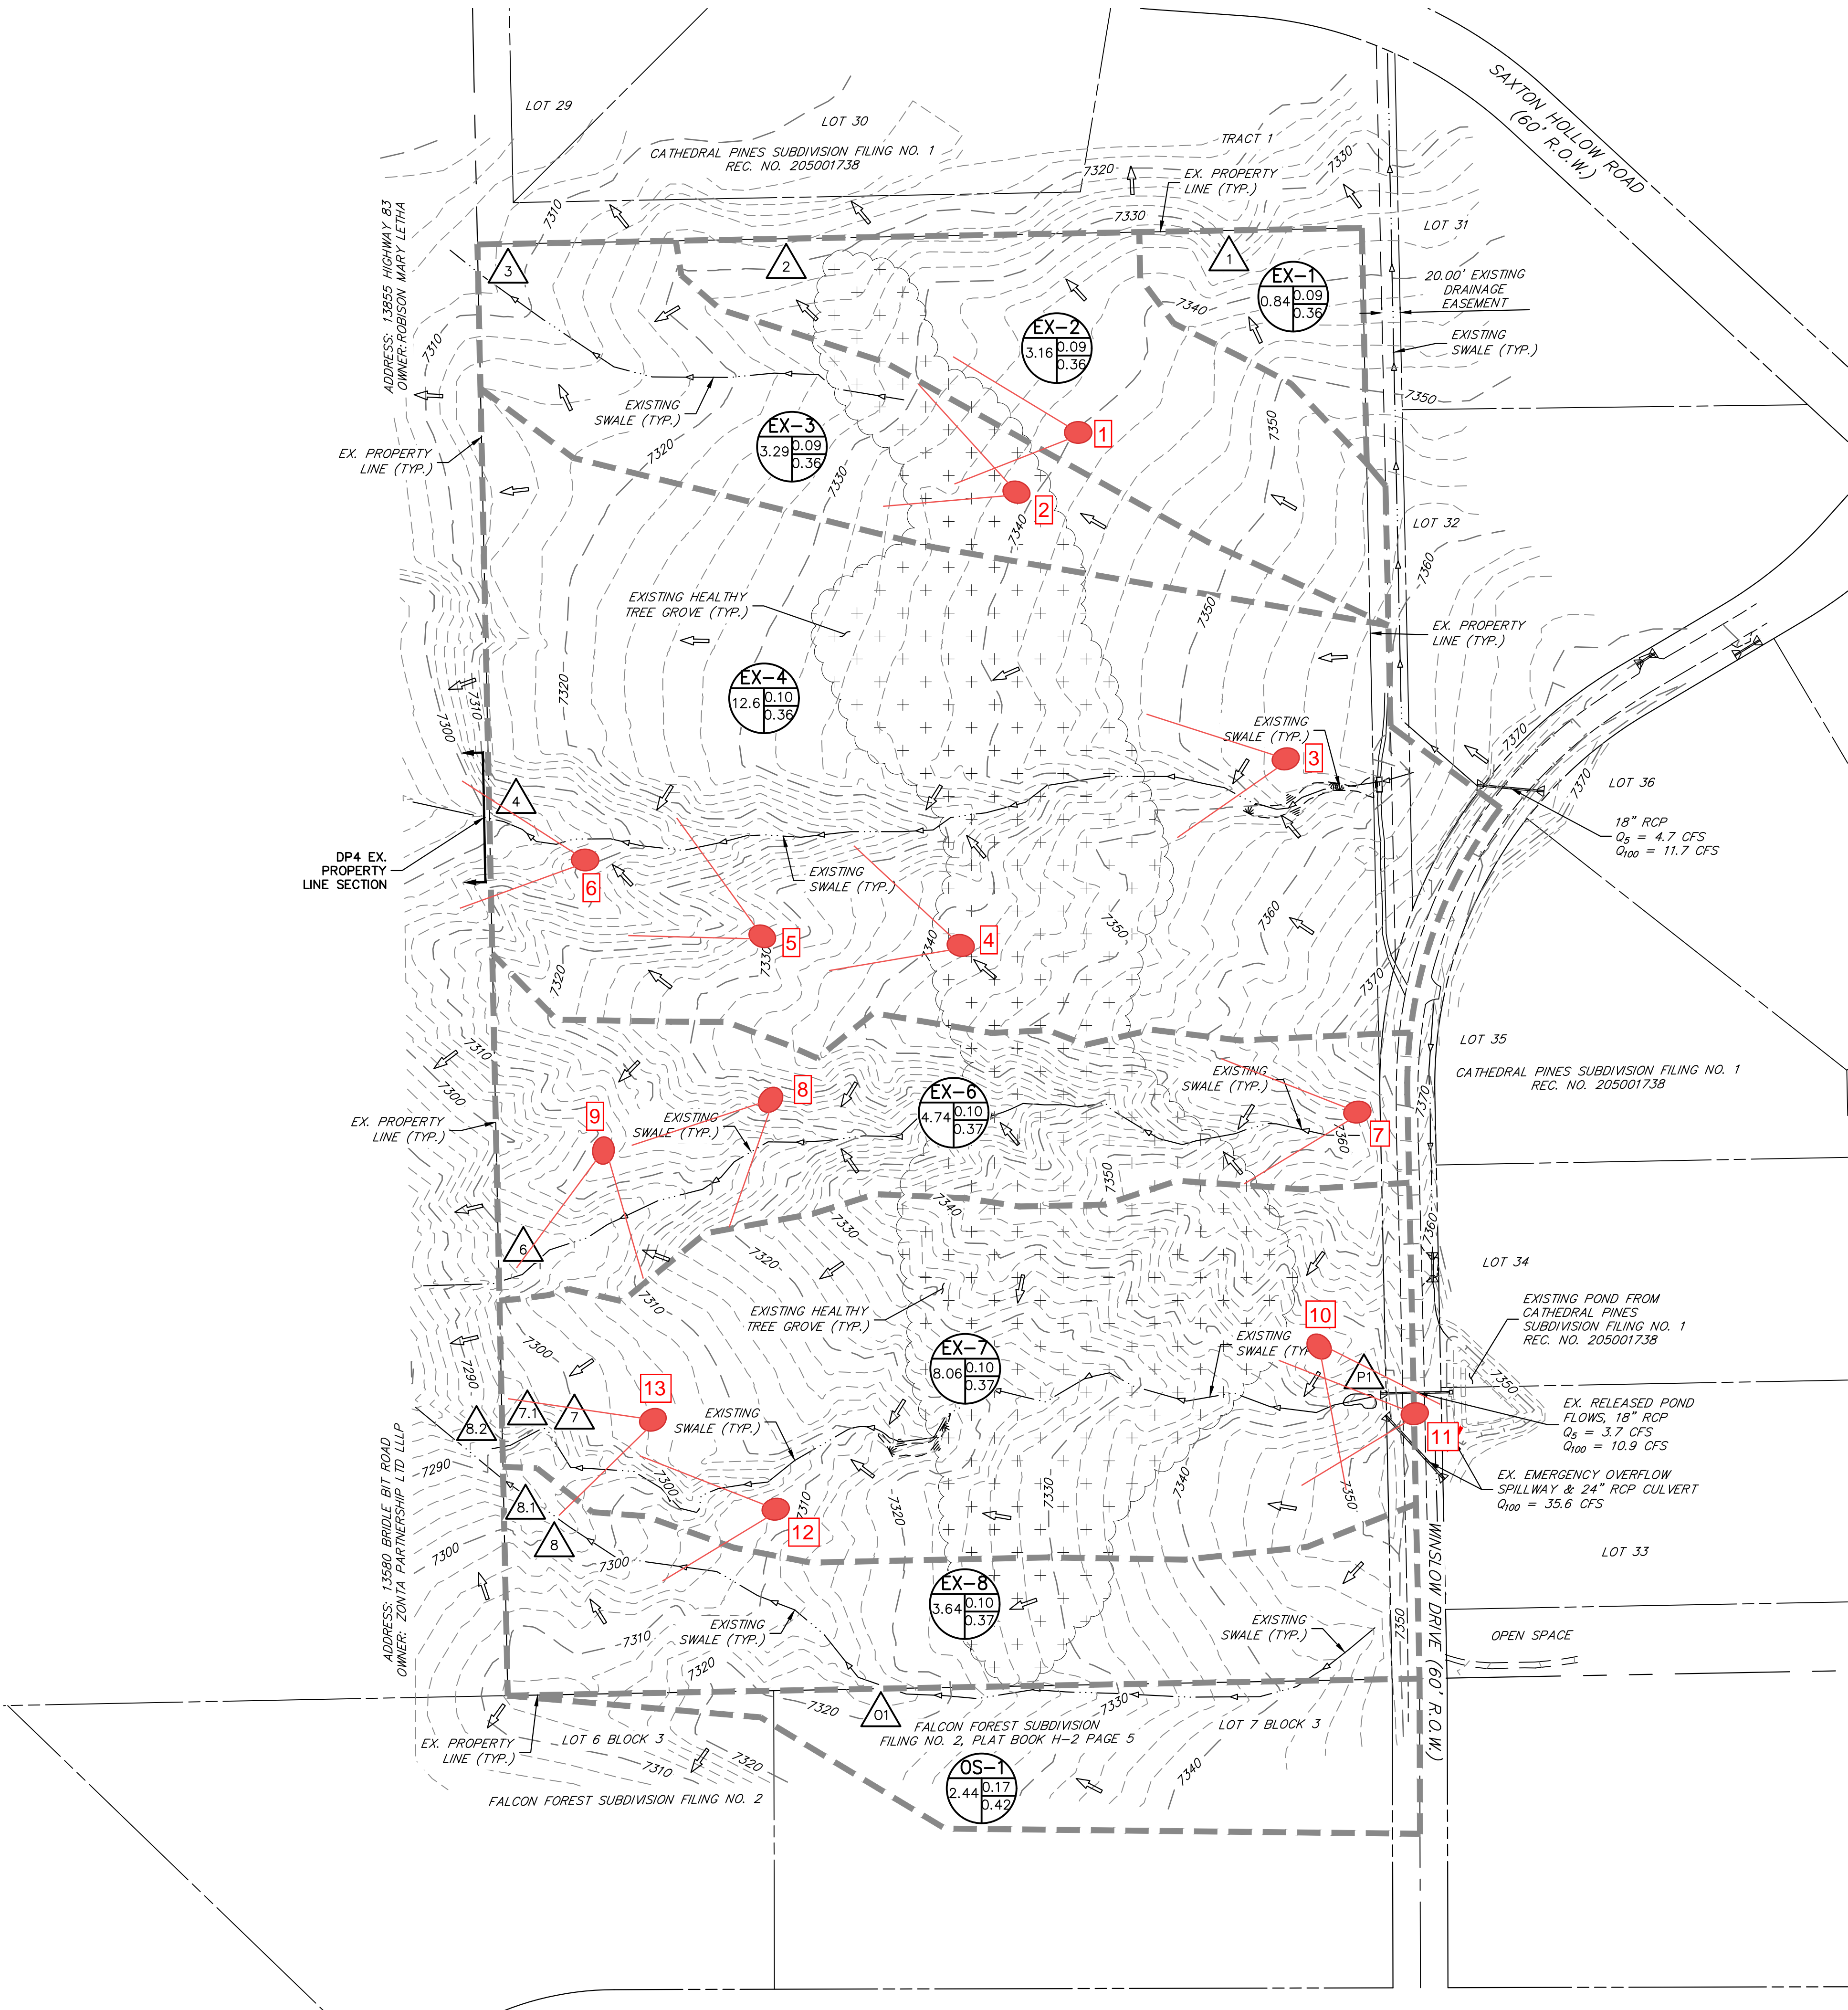 SAXTON HOLLOW ROAD
(60' R.O.W.)
LOT 29
LOT 30
CATHEDRAL PINES SUBDIVISION FILING NO. 1
REC. NO. 205001738
TRACT 1
7330
7320
EX. PROPERTY
LINE (TYP.)
7310
7330
LOT 31
ADDRESS: 13855 HIGHWAY 83
OWNER: ROBISON MARY LETHA
3
2
1
EX-1
0.84
0.09
0.36
20.00' EXISTING
DRAINAGE
EASEMENT
7340
EXISTING
SWALE (TYP.)
7310
EX-2
3.16
0.09
0.36
7350
EXISTING
SWALE (TYP.)
EX-3
3.29
0.09
0.36
1
7350
EX. PROPERTY
LINE (TYP.)
7320
7330
2
7340
LOT 32
7360
EXISTING HEALTHY
TREE GROVE (TYP.)
7350
EX. PROPERTY
LINE (TYP.)
EX-4
12.6
0.10
0.36
7320
7310
7300
EXISTING
SWALE (TYP.)
3
7370
7370
LOT 36
4
18" RCP
Q5 = 4.7 CFS
Q100 = 11.7 CFS
DP4 EX.
PROPERTY
LINE SECTION
6
EXISTING
SWALE (TYP.)
5
7330
4
7340
7350
7360
7320
7370
7310
7300
LOT 35
CATHEDRAL PINES SUBDIVISION FILING NO. 1
REC. NO. 205001738
EXISTING
SWALE (TYP.)
8
9
EX-6
4.74
0.10
0.37
EX. PROPERTY
LINE (TYP.)
EXISTING
SWALE (TYP.)
7
7360
7370
7350
7340
7330
7320
7360
6
7310
LOT 34
EXISTING HEALTHY
TREE GROVE (TYP.)
EXISTING POND FROM
CATHEDRAL PINES
SUBDIVISION FILING NO. 1
REC. NO. 205001738
10
7300
EX-7
8.06
0.10
0.37
EXISTING
SWALE (TYP
P1
7290
7350
13
7.1
7
8.2
EXISTING
SWALE (TYP.)
11
EX. RELEASED POND
FLOWS, 18" RCP
Q5 = 3.7 CFS
Q100 = 10.9 CFS
ADDRESS: 13580 BRIDLE BIT ROAD
OWNER: ZONTA PARTNERSHIP LTD LLLP
7290
7300
7310
7320
7330
7340
7350
EX. EMERGENCY OVERFLOW
SPILLWAY & 24" RCP CULVERT
Q100 = 35.6 CFS
8.1
12
8
7300
7300
LOT 33
EX-8
3.64
0.10
0.37
7310
EXISTING
SWALE (TYP.)
EXISTING
SWALE (TYP.)
7350
WINSLOW DRIVE (60' R.O.W.)
OPEN SPACE
7320
7320
01
7330
FALCON FOREST SUBDIVISION
FILING NO. 2, PLAT BOOK H-2 PAGE 5
LOT 7 BLOCK 3
EX. PROPERTY
LINE (TYP.)
LOT 6 BLOCK 3
7310
7320
7340
OS-1
2.44
0.17
0.42
FALCON FOREST SUBDIVISION FILING NO. 2